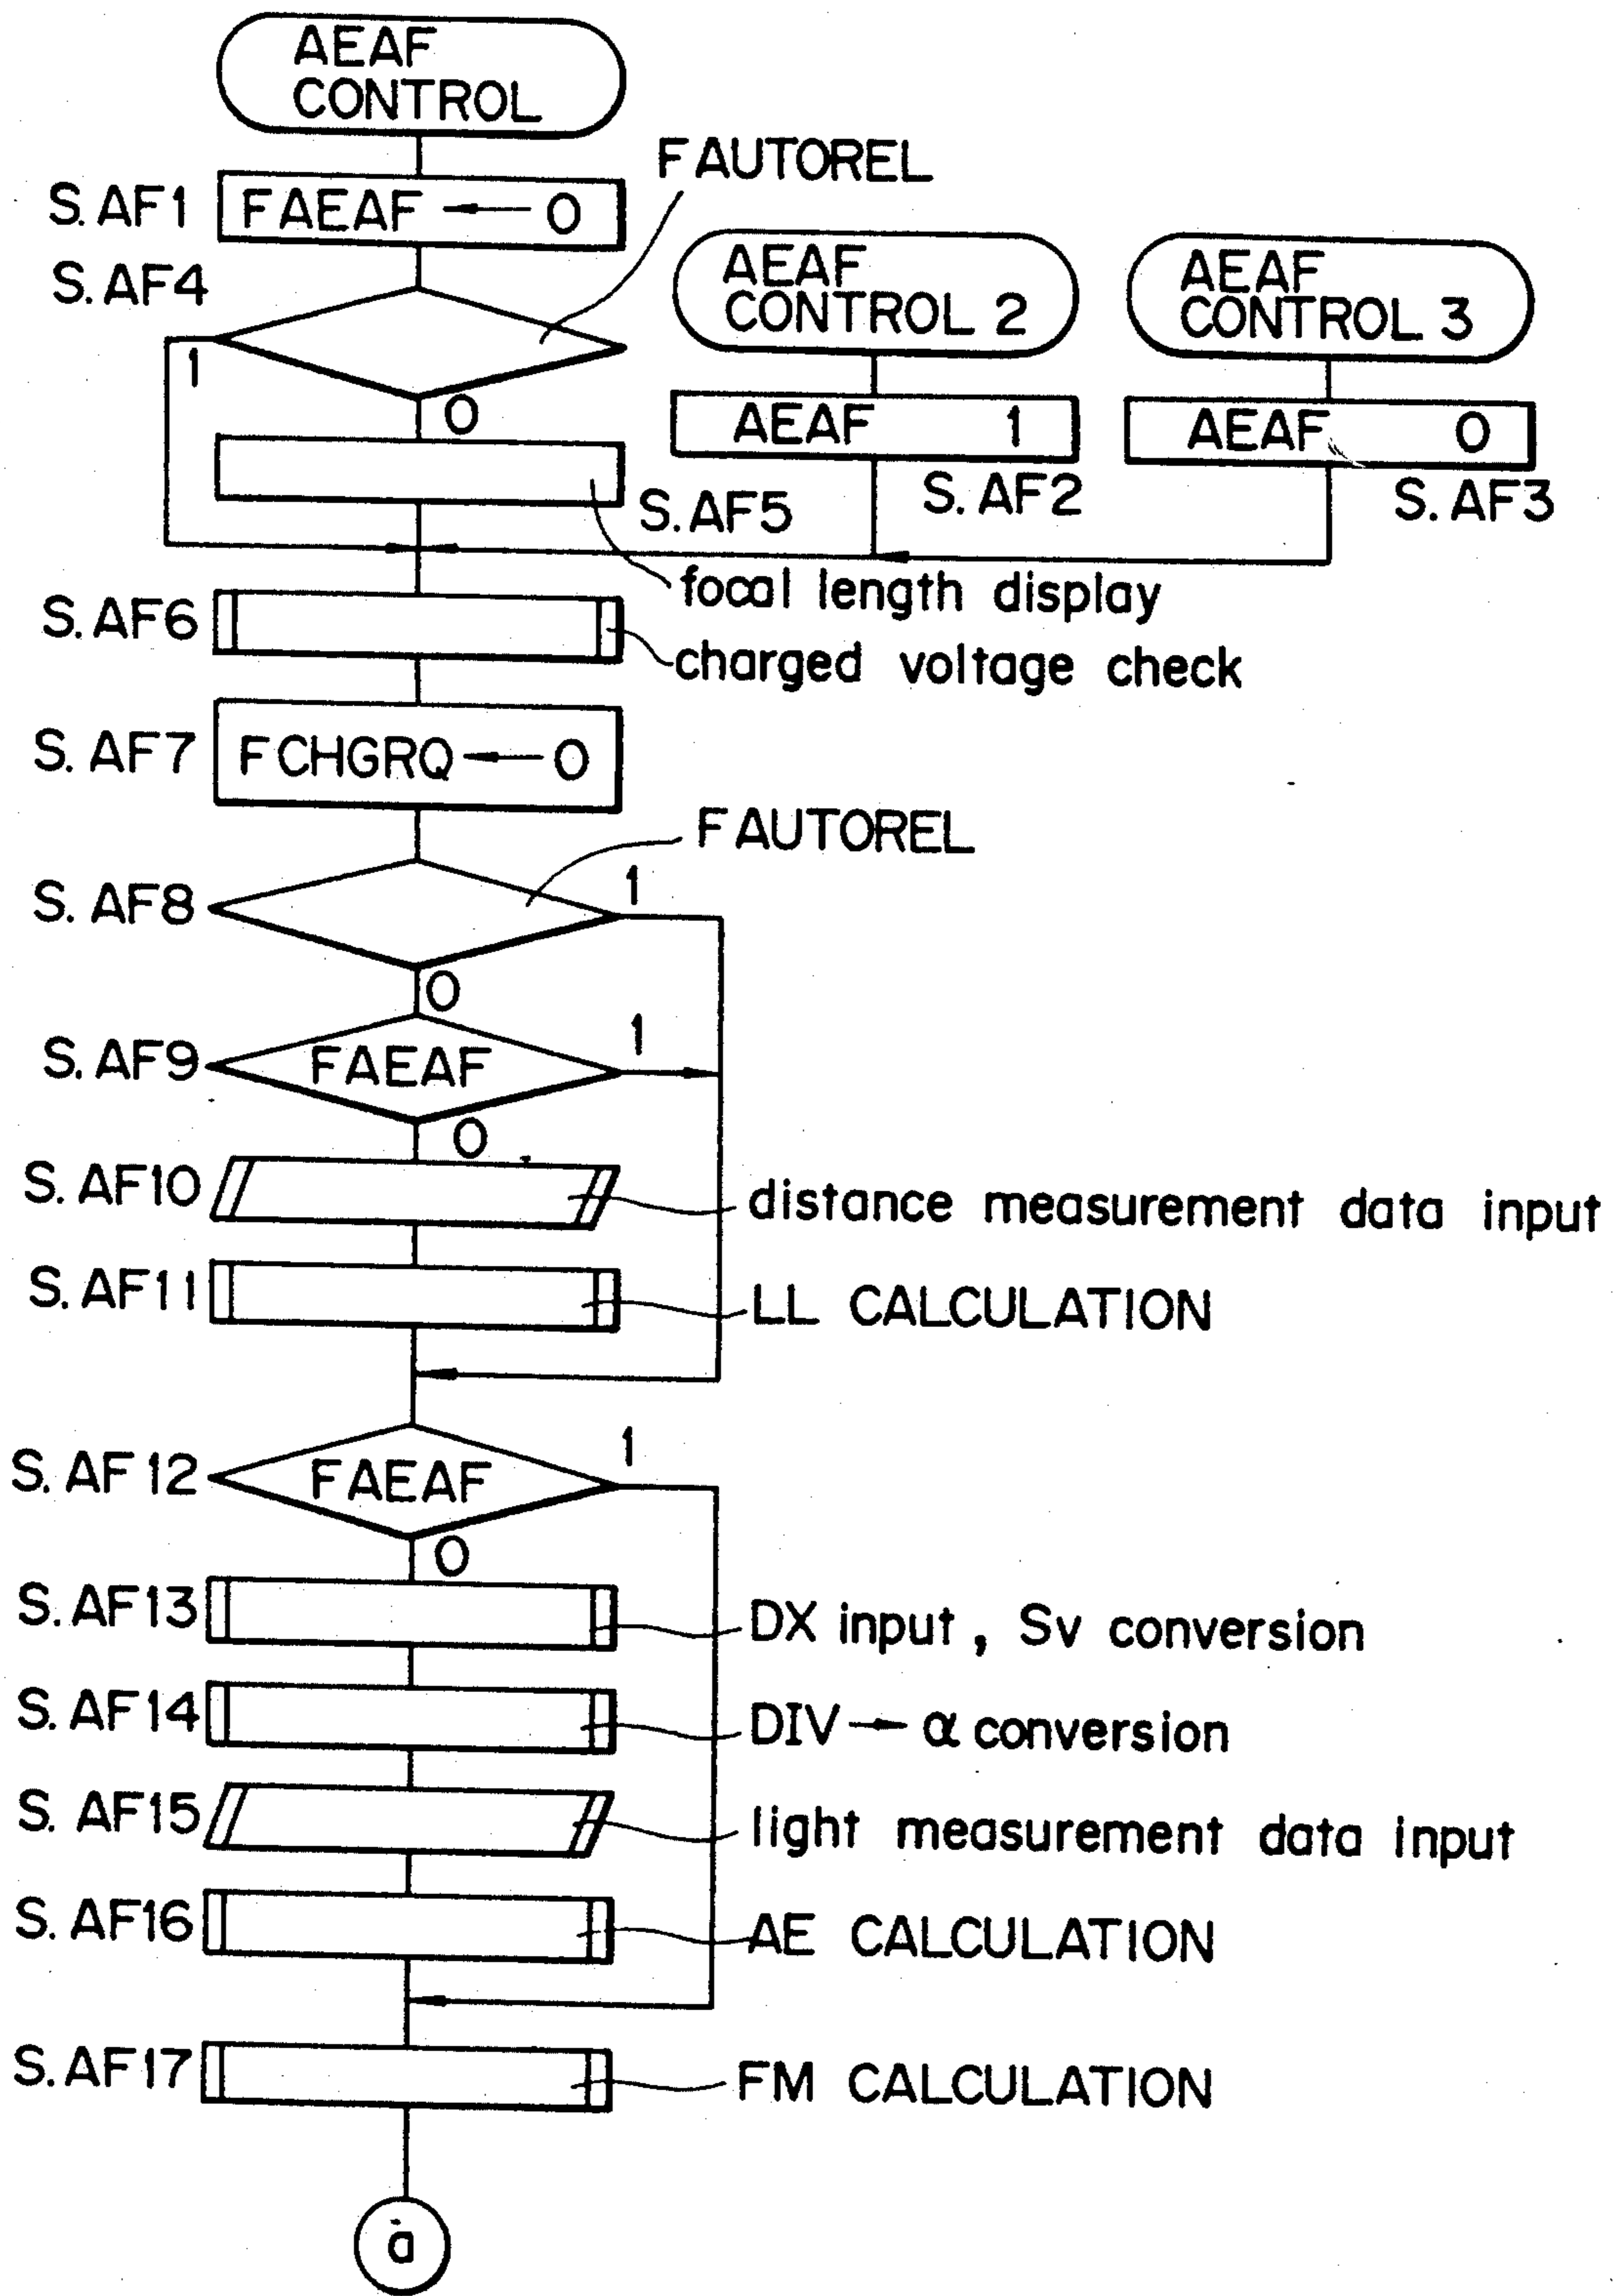 AEAF
CONTROL
FAUTOREL
S. AF1
FAEAF ← 0
S. AF4
1
0
AEAF
CONTROL 2
AEAF
CONTROL 3
AEAF 1
AEAF 0
S. AF2
S. AF3
S. AF5
focal length display
S. AF6
charged voltage check
S. AF7
FCHGRQ ← 0
FAUTOREL
S. AF8
1
0
S. AF9
FAEAF
1
0
S. AF10
distance measurement data input
S. AF11
LL CALCULATION
S. AF12
FAEAF
1
0
S. AF13
DX input, Sv conversion
S. AF14
DIV → α conversion
S. AF15
light measurement data input
S. AF16
AE CALCULATION
S. AF17
FM CALCULATION
a